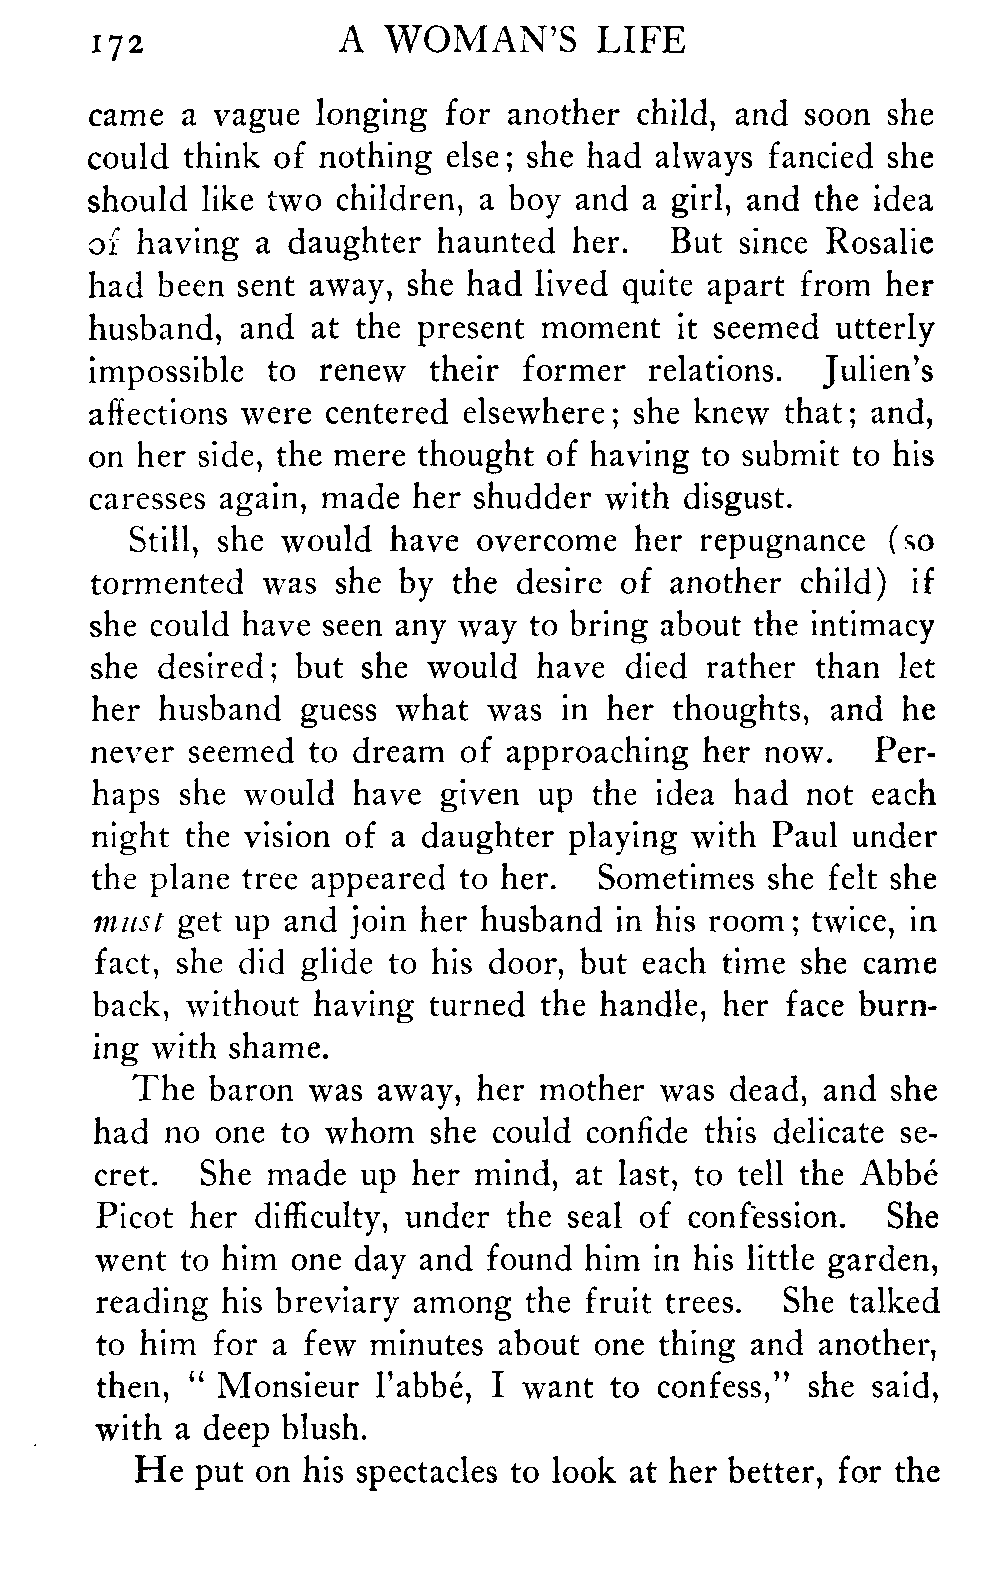 172 A WOMAN'S LIFE
came a vague longing for another child, and soon she
could think of nothing else; she had always fancied she
should like two children, a boy and a girl, and the idea
of having a daughter haunted her. But since Rosalie
had been sent away, she had lived quite apart from her
husband, and at the present moment it seemed utterly
impossible to renew their former relations. Julien's
affections were centered elsewhere; she knew that; and,
on her side, the mere thought of having to submit to his
caresses again, made her shudder with disgust.
Still, she would have overcome her repugnance (so
tormented was she by the desire of another child) if
she could have seen any way to bring about the intimacy
she desired; but she would have died rather than let
her husband guess what was in her thoughts, and he
never seemed to dream of approaching her now. Per-
haps she would have given up the idea had not each
night the vision of a daughter playing with Paul under
the plane tree appeared to her. Sometimes she felt she
must get up and join her husband in his room; twice, in
fact, she did glide to his door, but each time she came
back, without having turned the handle, her face burn-
ing with shame.
The baron was away, her mother was dead, and she
had no one to whom she could confide this delicate se-
cret. She made up her mind, at last, to tell the Abbé
Picot her difficulty, under the seal of confession. She
went to him one day and found him in his little garden,
reading his breviary among the fruit trees. She talked
to him for a few minutes about one thing and another,
then, " Monsieur l'abbé, I want to confess," she said,
with a deep blush.
He put on his spectacles to look at her better, for the